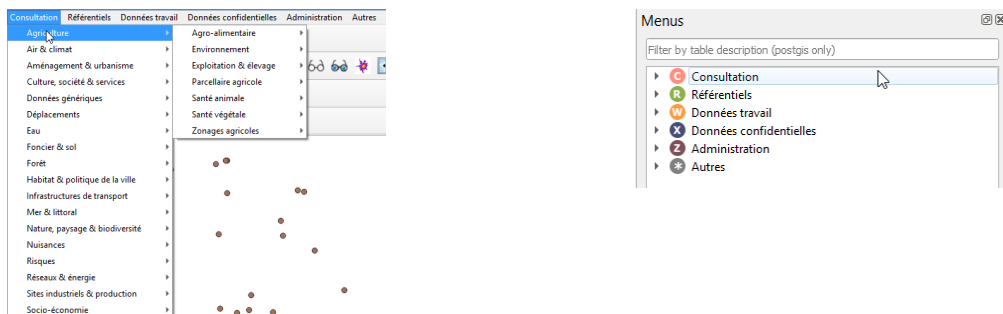 Consultation Référentiels Données travail Données confidentielles Administration Autres
Agriculture
Air & climat
Aménagement & urbanisme
Culture, société & services
Données génériques
Déplacements
Eau
Foncier & sol
Forêt
Habitat & politique de la ville
Infrastructures de transport
Mer & littoral
Nature, paysage & biodiversité
Nuisances
Risques
Réseaux & énergie
Sites industriels & production
Socio-économie
Agro-alimentaire
Environnement
Exploitation & élevage
Parcellaire agricole
Santé animale
Santé végétale
Zonages agricoles
Menus
Filter by table description (postgis only)
C Consultation
R Référentiels
W Données travail
X Données confidentielles
Z Administration
* Autres